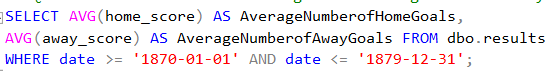 SELECT AVG(home_score) AS AverageNumberofHomeGoals,
AVG(away_score) AS AverageNumberofAwayGoals FROM dbo.results
WHERE date >= '1870-01-01' AND date <= '1879-12-31';